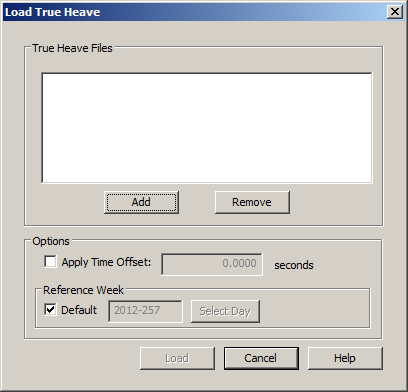 Load True Heave
True Heave Files
Add Remove
Options
Apply Time Offset: 0.0000 seconds
Reference Week
Default 2012-257 Select Day
Load Cancel Help